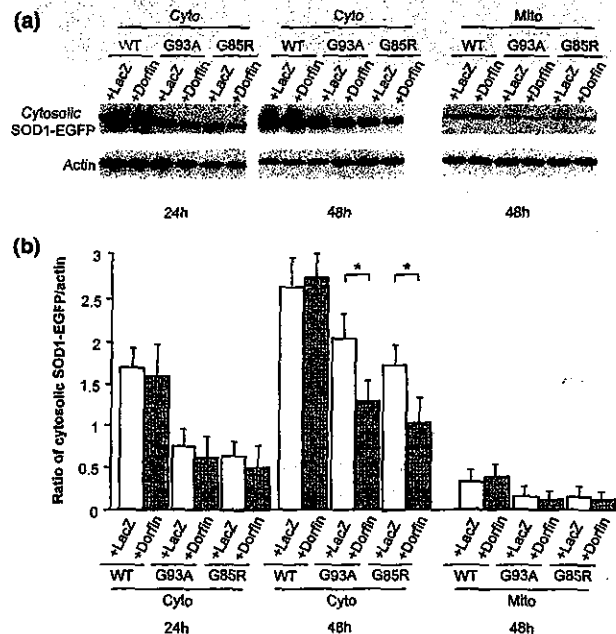 (a)
Cyto Cyto Mito
WT G93A G85R WT G93A G85R WT G93A G85R
+LacZ +Dorfin +LacZ +Dorfin +LacZ +Dorfin +LacZ +Dorfin +LacZ +Dorfin +LacZ +Dorfin +LacZ +Dorfin +LacZ +Dorfin +LacZ +Dorfin
Cytosolic
SOD1-EGFP
Actin
24h 48h 48h
(b)
Ratio of cytosolic SOD1-EGFP/actin
3
2.5
2
1.5
1
0.5
0
* *
+LacZ +Dorfin +LacZ +Dorfin +LacZ +Dorfin +LacZ +Dorfin +LacZ +Dorfin +LacZ +Dorfin +LacZ +Dorfin +LacZ +Dorfin +LacZ +Dorfin
WT G93A G85R WT G93A G85R WT G93A G85R
Cyto Cyto Mito
24h 48h 48h